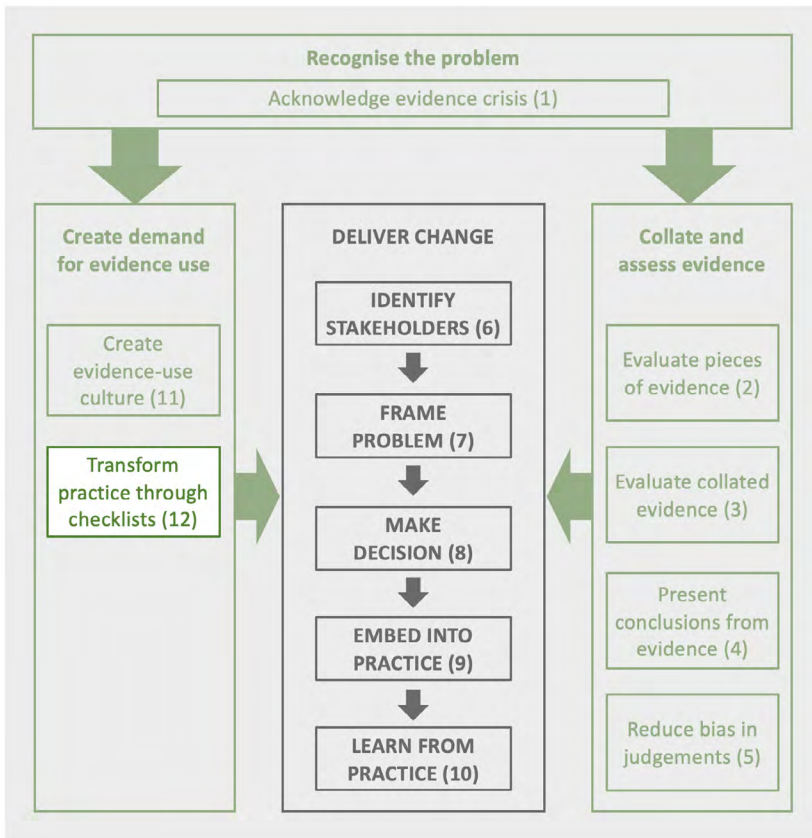 Recognise the problem
Acknowledge evidence crisis (1)
Create demand
for evidence use
Create
evidence-use
culture (11)
Transform
practice through
checklists (12)
DELIVER CHANGE
IDENTIFY
STAKEHOLDERS (6)
FRAME
PROBLEM (7)
MAKE
DECISION (8)
EMBED INTO
PRACTICE (9)
LEARN FROM
PRACTICE (10)
Collate and
assess evidence
Evaluate pieces
of evidence (2)
Evaluate collated
evidence (3)
Present
conclusions from
evidence (4)
Reduce bias in
judgements (5)